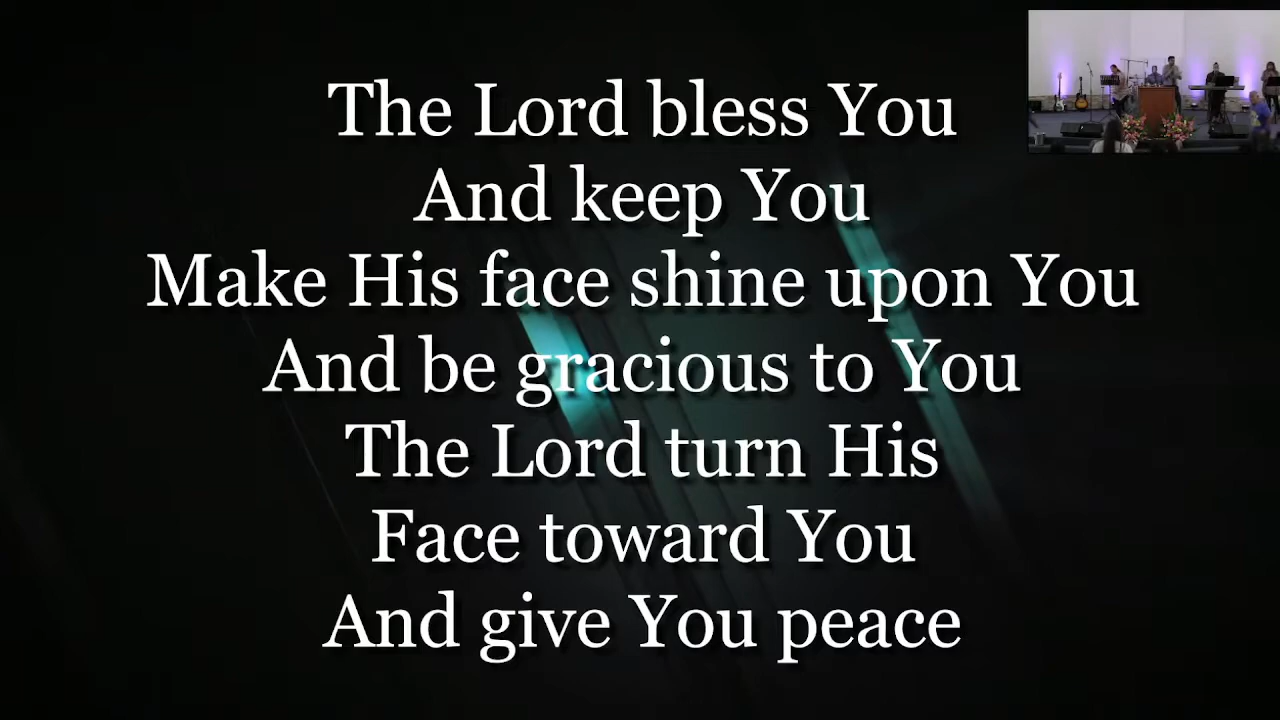 The Lord bless You
And keep You
Make His face shine upon You
And be gracious to You
The Lord turn His
Face toward You
And give You peace